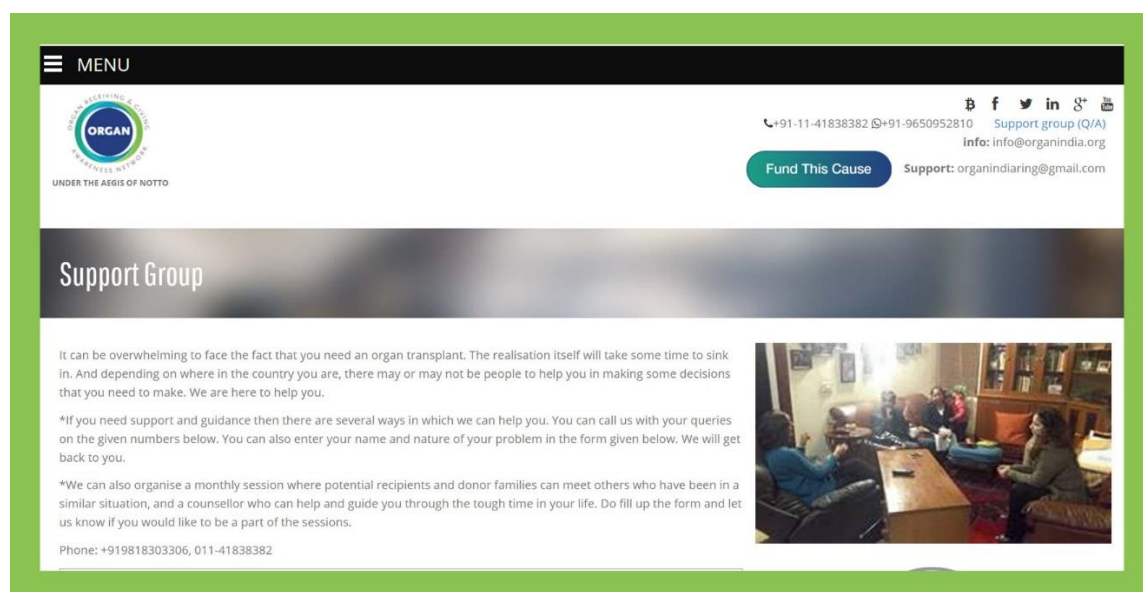 MENU
ORGAN RECEIVING & GIVING
ORGAN
AWARENESS NETWORK
UNDER THE AEGIS OF NOTTO
+91-11-41838382 +91-9650952810 Support group (Q/A)
info: info@organindia.org
Fund This Cause Support: organindiaring@gmail.com
Support Group
It can be overwhelming to face the fact that you need an organ transplant. The realisation itself will take some time to sink
in. And depending on where in the country you are, there may or may not be people to help you in making some decisions
that you need to make. We are here to help you.
*If you need support and guidance then there are several ways in which we can help you. You can call us with your queries
on the given numbers below. You can also enter your name and nature of your problem in the form given below. We will get
back to you.
*We can also organise a monthly session where potential recipients and donor families can meet others who have been in a
similar situation, and a counsellor who can help and guide you through the tough time in your life. Do fill up the form and let
us know if you would like to be a part of the sessions.
Phone: +919818303306, 011-41838382